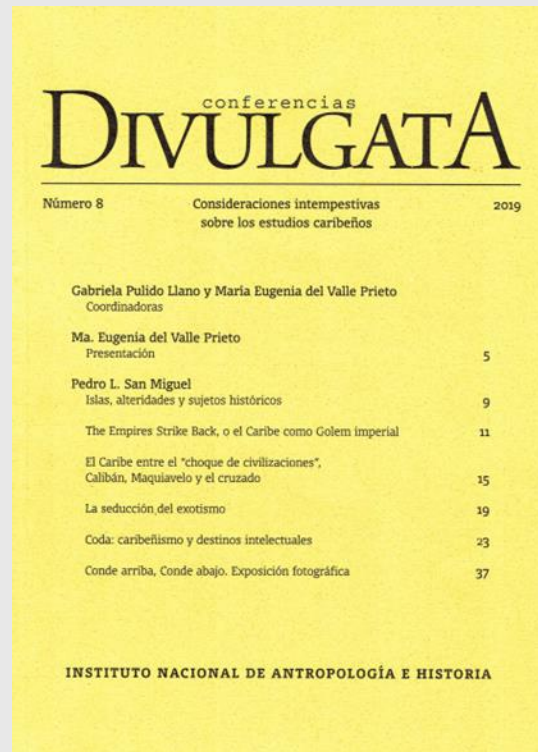 conferencias
DIVULGATA
Número 8 Consideraciones intempestivas 2019
sobre los estudios caribeños
Gabriela Pulido Llano y María Eugenia del Valle Prieto
Coordinadoras
Ma. Eugenia del Valle Prieto
Presentación 5
Pedro L. San Miguel
Islas, alteridades y sujetos históricos 9
The Empires Strike Back, o el Caribe como Golem imperial 11
El Caribe entre el "choque de civilizaciones",
Calibán, Maquiavelo y el cruzado 15
La seducción del exotismo 19
Coda: caribeñismo y destinos intelectuales 23
Conde arriba, Conde abajo. Exposición fotográfica 37
INSTITUTO NACIONAL DE ANTROPOLOGÍA E HISTORIA